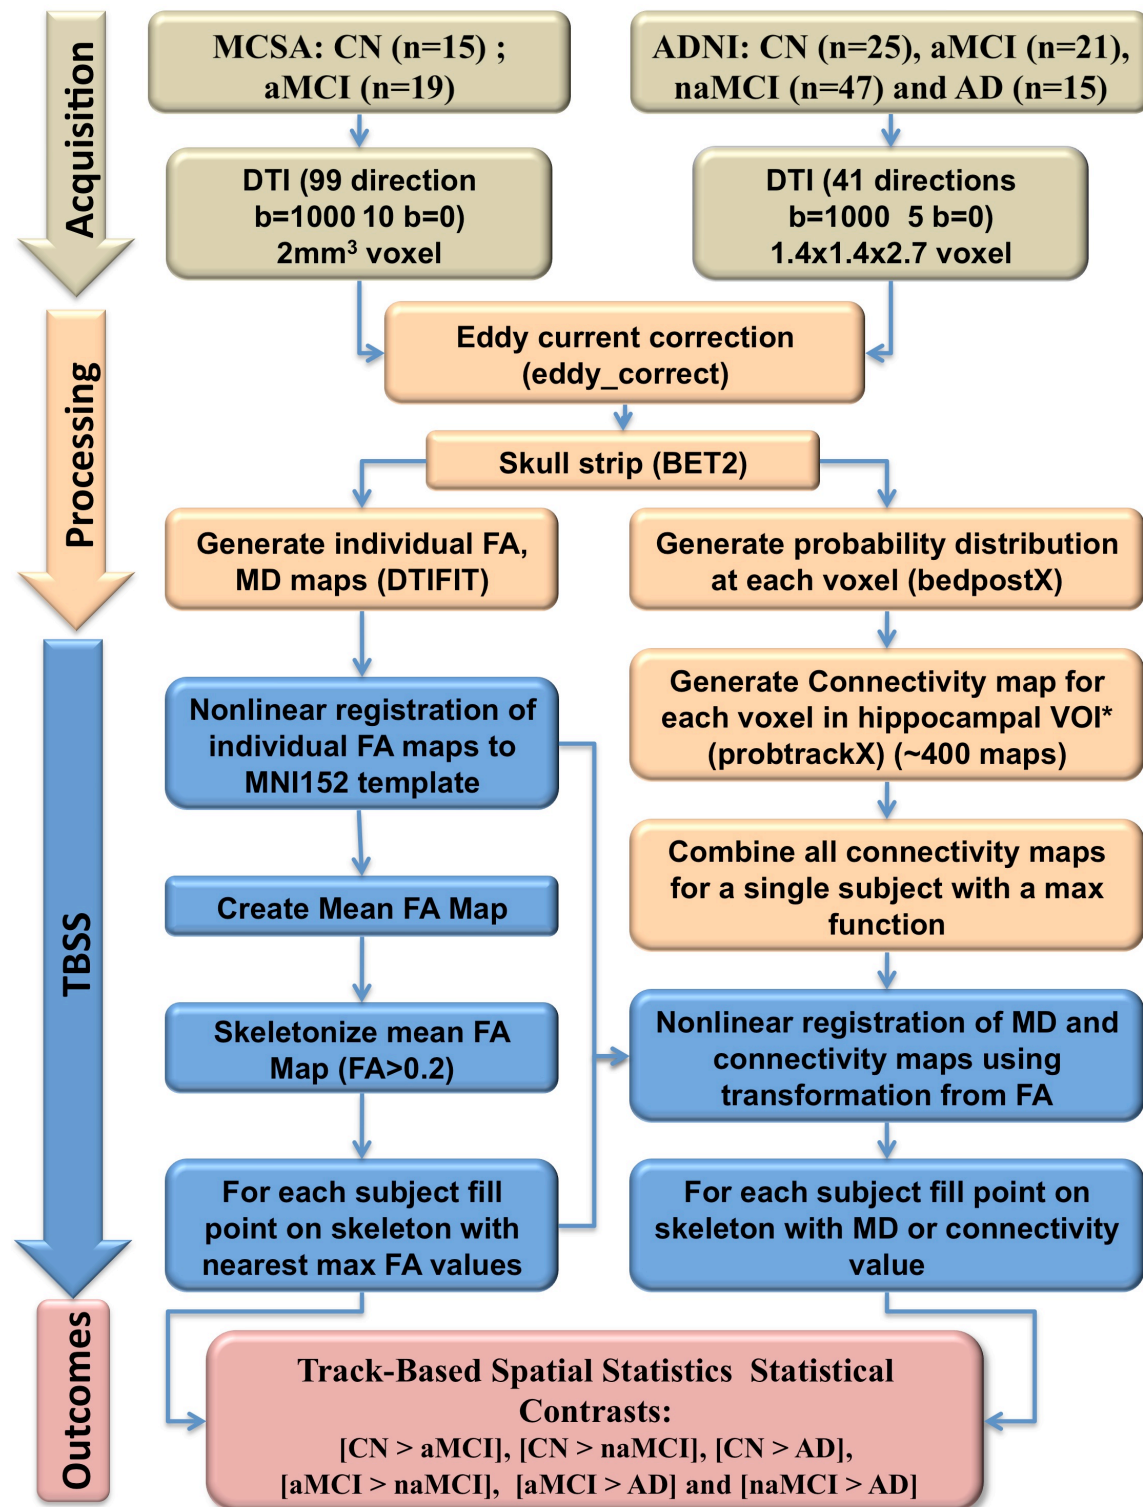 Acquisition
MCSA: CN (n=15) ;
aMCI (n=19)
ADNI: CN (n=25), aMCI (n=21),
naMCI (n=47) and AD (n=15)
DTI (99 direction
b=1000 10 b=0)
2mm³ voxel
DTI (41 directions
b=1000  5 b=0)
1.4x1.4x2.7 voxel
Processing
Eddy current correction
(eddy_correct)
Skull strip (BET2)
Generate individual FA,
MD maps (DTIFIT)
Generate probability distribution
at each voxel (bedpostX)
Generate Connectivity map for
each voxel in hippocampal VOI*
(probtrackX) (~400 maps)
Combine all connectivity maps
for a single subject with a max
function
TBSS
Nonlinear registration of
individual FA maps to
MNI152 template
Create Mean FA Map
Skeletonize mean FA
Map (FA>0.2)
For each subject fill
point on skeleton with
nearest max FA values
Nonlinear registration of MD and
connectivity maps using
transformation from FA
For each subject fill point on
skeleton with MD or connectivity
value
Outcomes
Track-Based Spatial Statistics  Statistical
Contrasts:
[CN > aMCI], [CN > naMCI], [CN > AD],
[aMCI > naMCI],  [aMCI > AD] and [naMCI > AD]